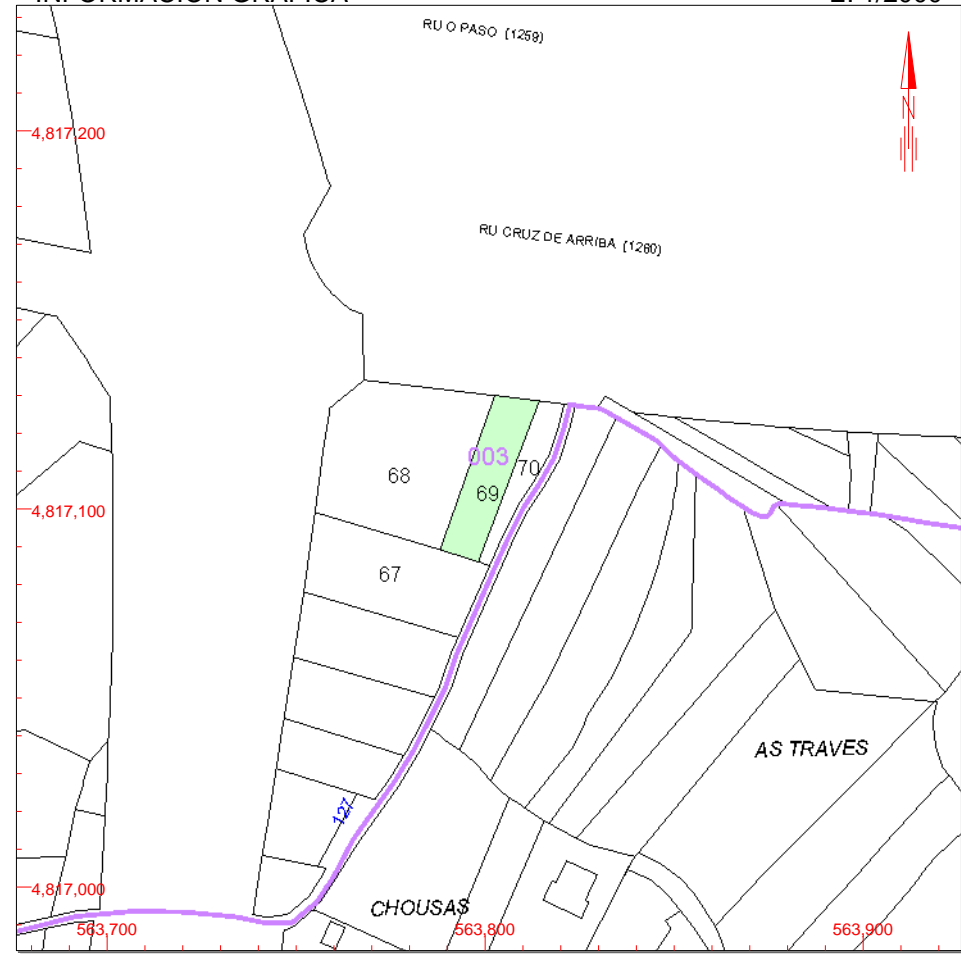 RU O PASO (1259)
N
4,817,200
RU CRUZ DE ARRIBA (1260)
003
68
70
69
4,817,100
67
AS TRAVES
127
4,817,000
CHOUSAS
563,700
563,800
563,900